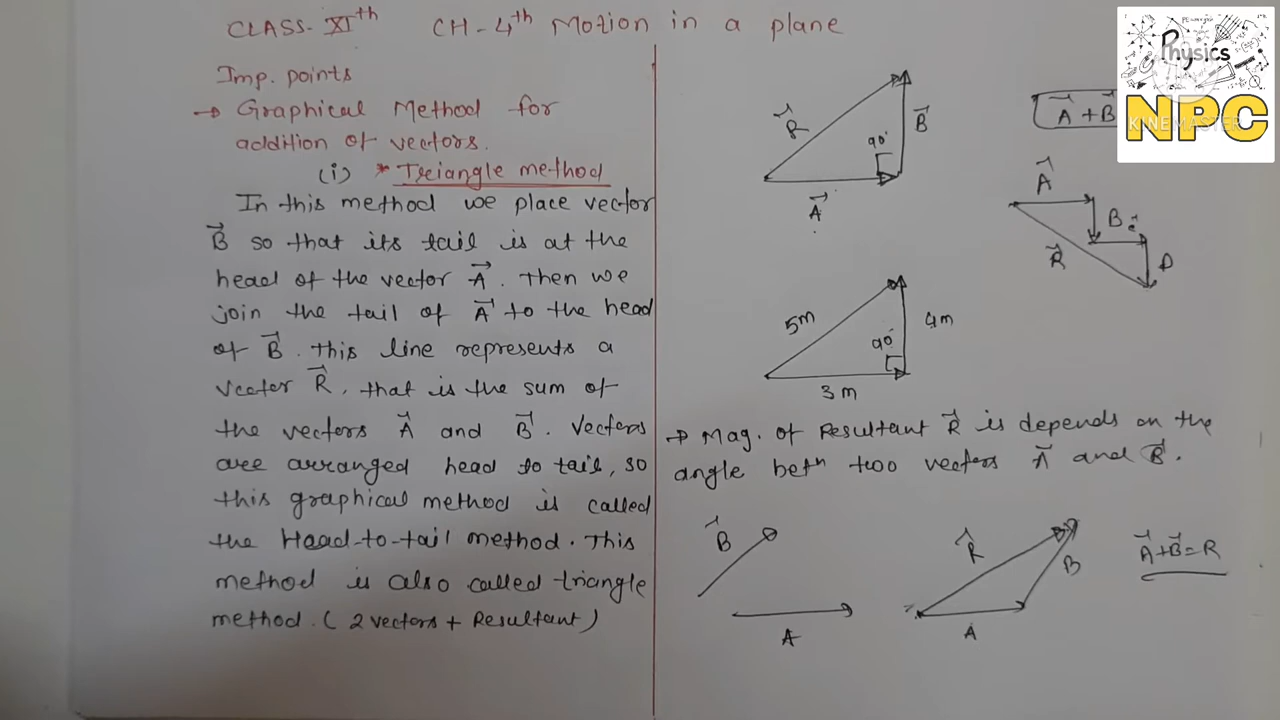 CLASS-XIth CH-4th Motion in a plane
Imp. points
→ Graphical Method for
addition of vectors.
(i) * Treiangle method
In this method we place vector
B⃗ so that its tail is at the
head of the vector A⃗. Then we
join the tail of A⃗ to the head
of B⃗. This line represents a
vector R⃗, that is the sum of
the vectors A⃗ and B⃗. Vectors
are arranged head to tail, so
this graphical method is called
the Head-to-tail method. This
method is also called triangle
method. (2 vectors + Resultant)
R⃗
B⃗
90°
A⃗
A⃗ + B⃗
A⃗
B
C⃗
R⃗
D
5m
4m
90°
3m
→ Mag. of resultant R⃗ is depends on the
angle beth two vectors A⃗ and B⃗.
B⃗
A
R⃗
B
A
A⃗+B⃗=R
Physics
NPC
KINEMASTER